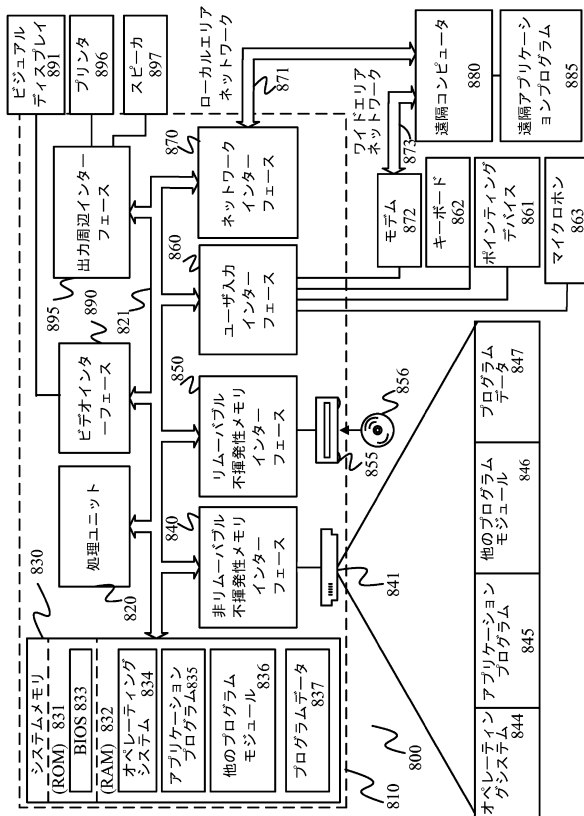 システムメモリ
(ROM) 831
BIOS 833
(RAM) 832
オペレーティング
システム 834
アプリケーション
プログラム835
他のプログラム
モジュール
836
プログラムデータ
837
830
810
800
処理ユニット
820
ビデオインタ
ーフェース
890
821
出力周辺インター
フェース
895
ビジュアル
ディスプレイ
891
プリンタ
896
スピーカ
897
非リムーバブル
不揮発性メモリ
インター
フェース
840
リムーバブル
不揮発性メモリ
インター
フェース
850
ユーザ入力
インター
フェース
860
ネットワーク
インター
フェース
870
ローカルエリア
ネットワーク
871
841
855
856
ワイドエリア
ネットワーク
873
モデム
872
キーボード
862
ポインティング
デバイス
861
マイクロホン
863
遠隔コンピュータ
880
遠隔アプリケーシ
ョンプログラム
885
オペレーティン
グシステム
844
アプリケーション
プログラム
845
他のプログラム
モジュール
846
プログラム
データ
847